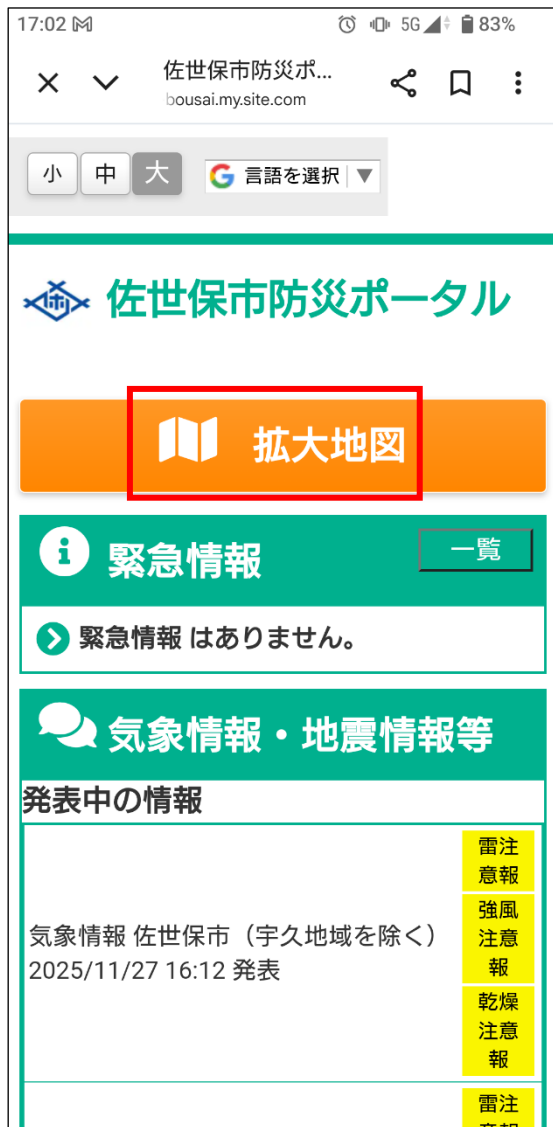 17:02
5G 83%
佐世保市防災ポ...
bousai.my.site.com
小 中 大 言語を選択 ▼
佐世保市防災ポータル
拡大地図
緊急情報 一覧
緊急情報 はありません。
気象情報・地震情報等
発表中の情報
雷注
意報
気象情報 佐世保市（宇久地域を除く）
2025/11/27 16:12 発表
強風
注意
報
乾燥
注意
報
雷注
意報